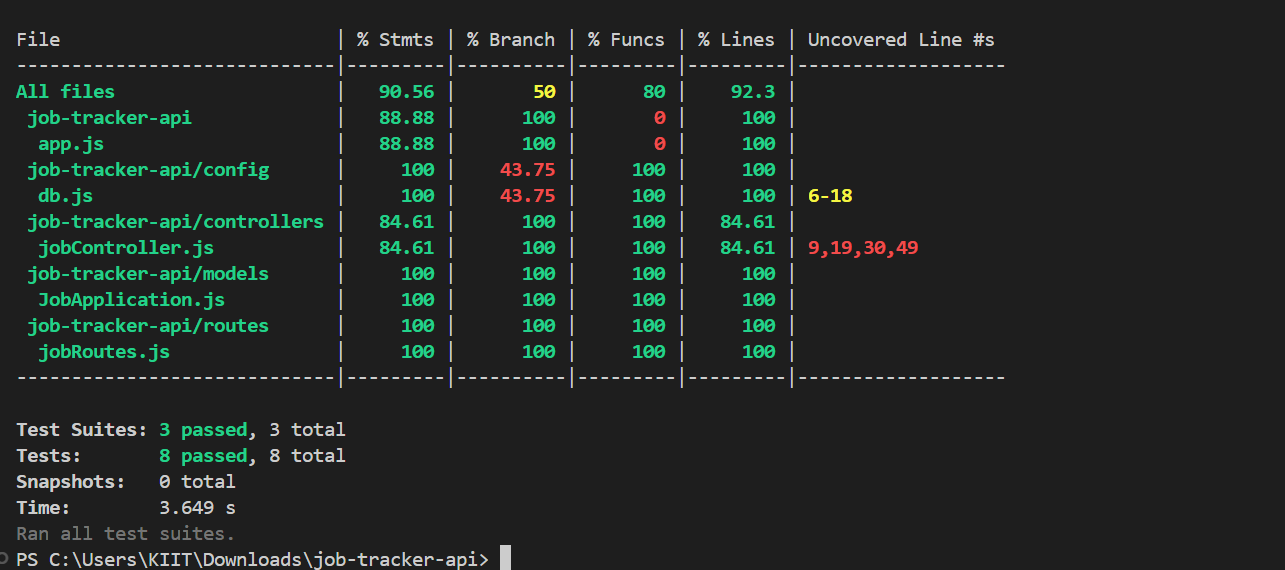 File                         | % Stmts | % Branch | % Funcs | % Lines | Uncovered Line #s
-----------------------------|---------|----------|---------|---------|-------------------
All files                    |   90.56 |       50 |      80 |    92.3 |
 job-tracker-api             |   88.88 |      100 |       0 |     100 |
  app.js                     |   88.88 |      100 |       0 |     100 |
 job-tracker-api/config      |     100 |    43.75 |     100 |     100 |
  db.js                      |     100 |    43.75 |     100 |     100 | 6-18
 job-tracker-api/controllers |   84.61 |      100 |     100 |   84.61 |
  jobController.js           |   84.61 |      100 |     100 |   84.61 | 9,19,30,49
 job-tracker-api/models      |     100 |      100 |     100 |     100 |
  JobApplication.js          |     100 |      100 |     100 |     100 |
 job-tracker-api/routes      |     100 |      100 |     100 |     100 |
  jobRoutes.js               |     100 |      100 |     100 |     100 |
-----------------------------|---------|----------|---------|---------|-------------------
Test Suites: 3 passed, 3 total
Tests:       8 passed, 8 total
Snapshots:   0 total
Time:        3.649 s
Ran all test suites.
PS C:\Users\KIIT\Downloads\job-tracker-api>